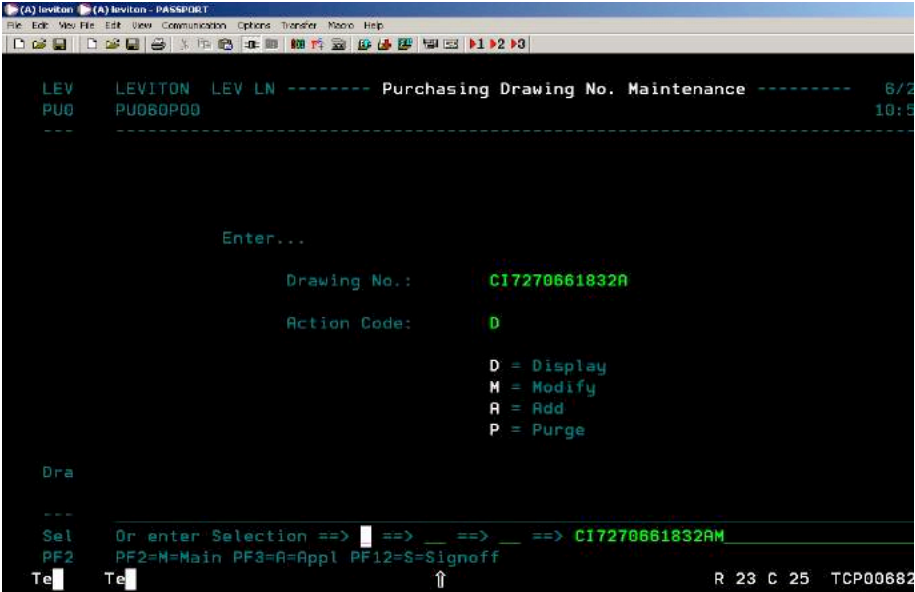 (A) leviton (A) leviton - PASSPORT
File Edit View File Edit View Communication Options Transfer Macro Help
1 2 3
LEV LEVITON LEV LN -------- Purchasing Drawing No. Maintenance --------- 6/2
PU0 PU060P00 10:5
Enter...
Drawing No.: CI7270661832A
Action Code: D
D = Display
M = Modify
A = Add
P = Purge
Dra
Sel Or enter Selection ==> _ ==> __ ==> __ ==> CI7270661832AM
PF2 PF2=M=Main PF3=A=Appl PF12=S=Signoff
Te Te ⇧ R 23 C 25 TCP00682